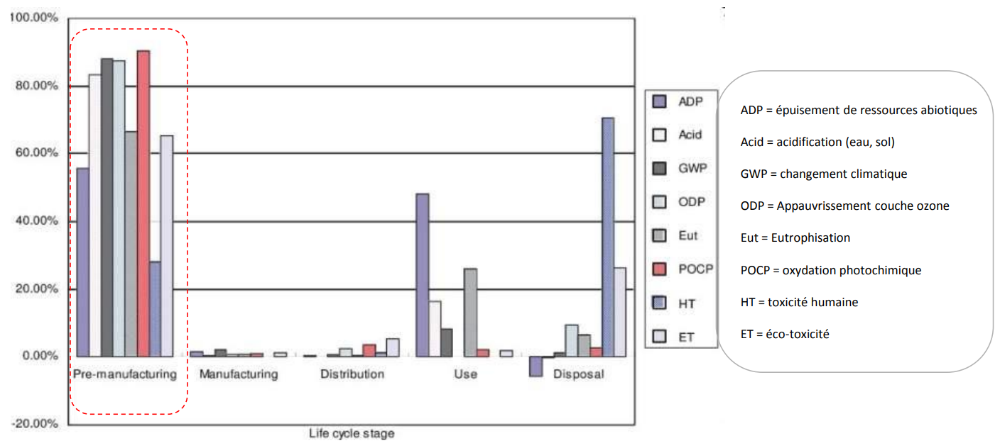 100.00%
80.00%
60.00%
40.00%
20.00%
0.00%
-20.00%
Pre-manufacturing Manufacturing Distribution Use Disposal
Life cycle stage
ADP
Acid
GWP
ODP
Eut
POCP
HT
ET
ADP = épuisement de ressources abiotiques
Acid = acidification (eau, sol)
GWP = changement climatique
ODP = Appauvrissement couche ozone
Eut = Eutrophisation
POCP = oxydation photochimique
HT = toxicité humaine
ET = éco-toxicité